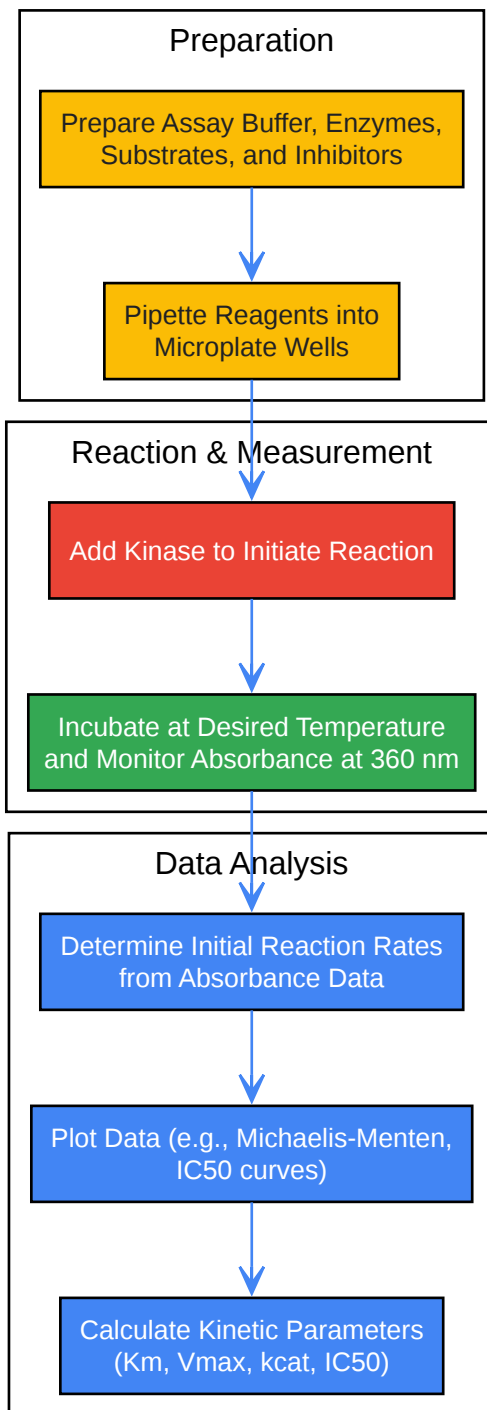 Preparation
Prepare Assay Buffer, Enzymes,
Substrates, and Inhibitors
Pipette Reagents into
Microplate Wells
Reaction & Measurement
Add Kinase to Initiate Reaction
Incubate at Desired Temperature
and Monitor Absorbance at 360 nm
Data Analysis
Determine Initial Reaction Rates
from Absorbance Data
Plot Data (e.g., Michaelis-Menten,
IC50 curves)
Calculate Kinetic Parameters
(Km, Vmax, kcat, IC50)